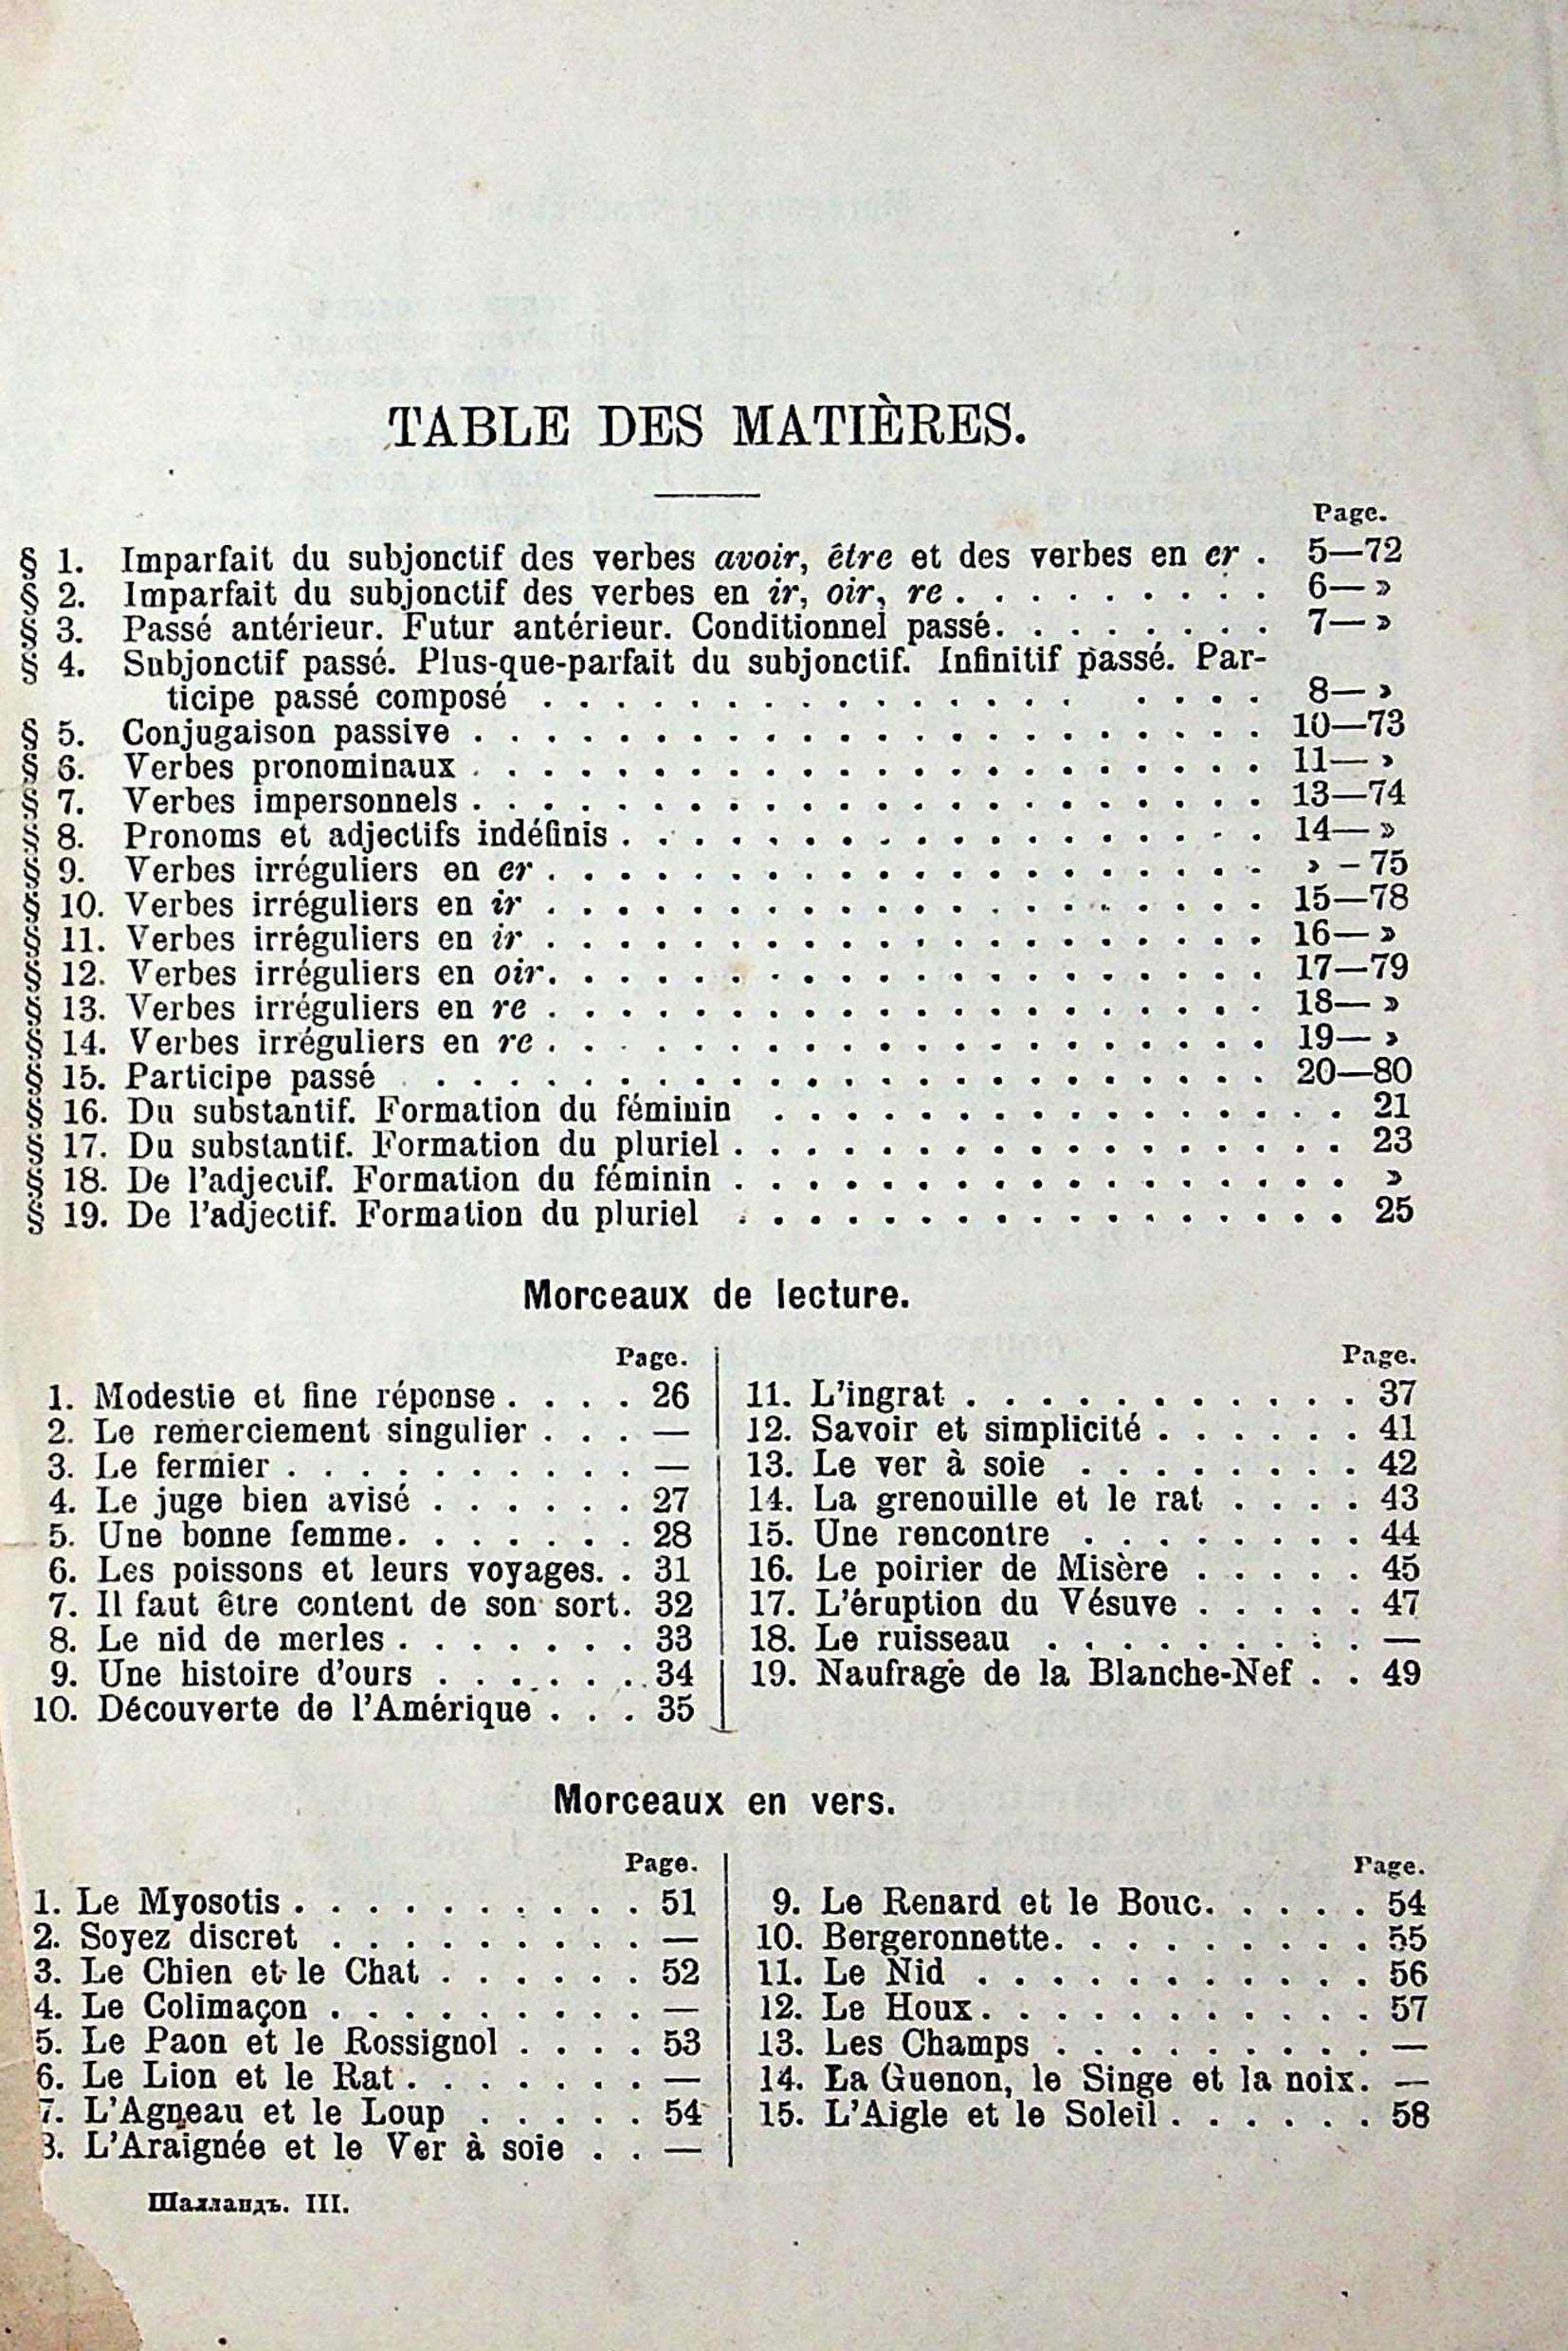 TABLE DES MATIÈRES.
Page.
§ 1. Imparfait du subjonctif des verbes avoir, être et des verbes en er . 5—72
§ 2. Imparfait du subjonctif des verbes en ir, oir, re . . . . . . . . . 6— »
§ 3. Passé antérieur. Futur antérieur. Conditionnel passé. . . . . . . . 7— »
§ 4. Subjonctif passé. Plus-que-parfait du subjonctif. Infinitif passé. Par-
ticipe passé composé . . . . . . . . . . . . . . . . . . . 8— »
§ 5. Conjugaison passive . . . . . . . . . . . . . . . . . . . . . . 10—73
§ 6. Verbes pronominaux . . . . . . . . . . . . . . . . . . . . . . 11— »
§ 7. Verbes impersonnels . . . . . . . . . . . . . . . . . . . . . . 13—74
§ 8. Pronoms et adjectifs indéfinis . . . . . . . . . . . . . . . . . . 14— »
§ 9. Verbes irréguliers en er . . . . . . . . . . . . . . . . . . . . » – 75
§ 10. Verbes irréguliers en ir . . . . . . . . . . . . . . . . . . . . 15—78
§ 11. Verbes irréguliers en ir . . . . . . . . . . . . . . . . . . . . 16— »
§ 12. Verbes irréguliers en oir. . . . . . . . . . . . . . . . . . . . 17—79
§ 13. Verbes irréguliers en re . . . . . . . . . . . . . . . . . . . . 18— »
§ 14. Verbes irréguliers en re . . . . . . . . . . . . . . . . . . . . 19— »
§ 15. Participe passé . . . . . . . . . . . . . . . . . . . . . . . . 20—80
§ 16. Du substantif. Formation du féminin . . . . . . . . . . . . . . . . 21
§ 17. Du substantif. Formation du pluriel . . . . . . . . . . . . . . . . . 23
§ 18. De l'adjectif. Formation du féminin . . . . . . . . . . . . . . . . . »
§ 19. De l'adjectif. Formation du pluriel . . . . . . . . . . . . . . . . . 25
Morceaux de lecture.
Page.
1. Modestie et fine réponse . . . . 26
2. Le remerciement singulier . . . —
3. Le fermier . . . . . . . . . . —
4. Le juge bien avisé . . . . . . 27
5. Une bonne femme. . . . . . . 28
6. Les poissons et leurs voyages. . 31
7. Il faut être content de son sort. 32
8. Le nid de merles . . . . . . . 33
9. Une histoire d'ours . . . . . . 34
10. Découverte de l'Amérique . . . 35
Page.
11. L'ingrat . . . . . . . . . . . 37
12. Savoir et simplicité . . . . . . 41
13. Le ver à soie . . . . . . . . 42
14. La grenouille et le rat . . . . 43
15. Une rencontre . . . . . . . . 44
16. Le poirier de Misère . . . . . 45
17. L'éruption du Vésuve . . . . . 47
18. Le ruisseau . . . . . . . . . —
19. Naufrage de la Blanche-Nef . . 49
Morceaux en vers.
Page.
1. Le Myosotis . . . . . . . . . . 51
2. Soyez discret . . . . . . . . . —
3. Le Chien et le Chat . . . . . . 52
4. Le Colimaçon . . . . . . . . . —
5. Le Paon et le Rossignol . . . . 53
6. Le Lion et le Rat . . . . . . . —
7. L'Agneau et le Loup . . . . . 54
8. L'Araignée et le Ver à soie . . —
Page.
9. Le Renard et le Bouc. . . . . 54
10. Bergeronnette. . . . . . . . . 55
11. Le Nid . . . . . . . . . . . 56
12. Le Houx. . . . . . . . . . . 57
13. Les Champs . . . . . . . . . —
14. La Guenon, le Singe et la noix. —
15. L'Aigle et le Soleil . . . . . . 58
Шалландъ. III.